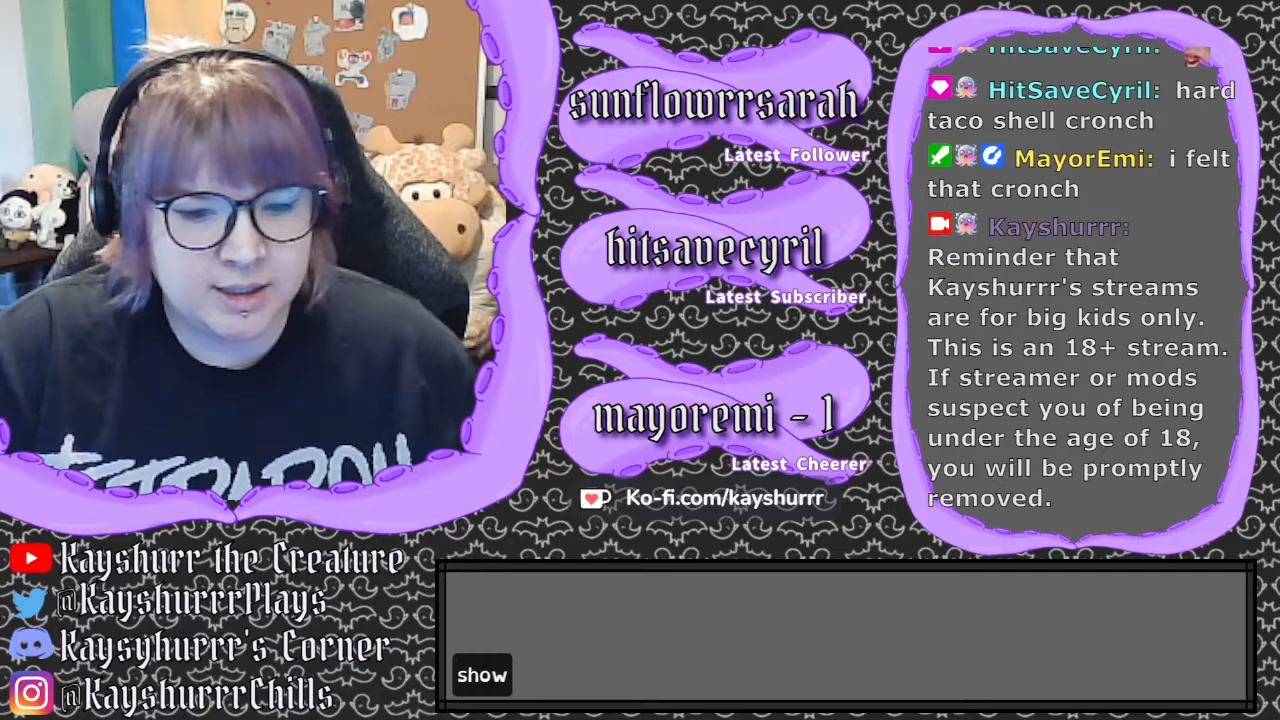 sunflowrrsarah
Latest Follower
hitsavecyril
Latest Subscriber
mayoremi - 1
Latest Cheerer
Ko-fi.com/kayshurrr
HitSaveCyril:
HitSaveCyril: hard
taco shell cronch
MayorEmi: i felt
that cronch
Kayshurrr:
Reminder that
Kayshurrr's streams
are for big kids only.
This is an 18+ stream.
If streamer or mods
suspect you of being
under the age of 18,
you will be promptly
removed.
Kayshurr the Creature
@KayshurrrPlays
Kaysyhurrr's Corner
@KayshurrrChills
show